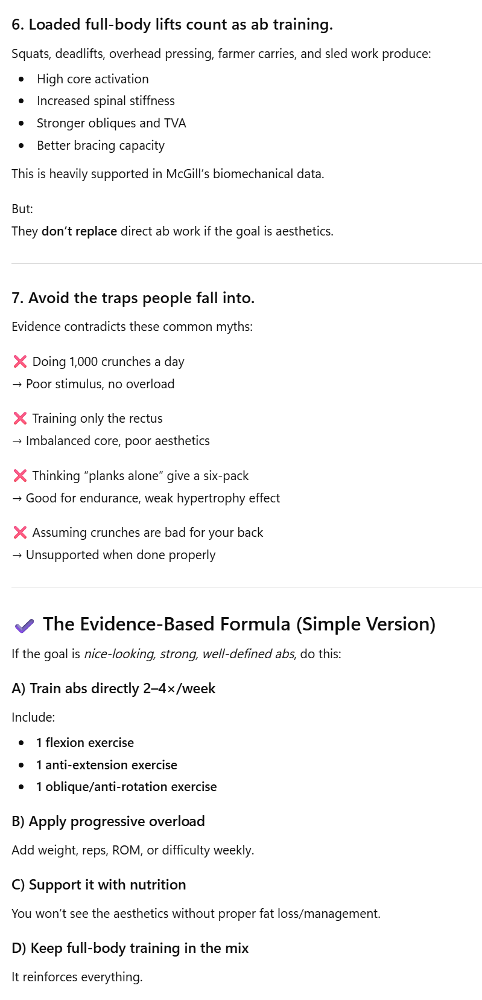 6. Loaded full-body lifts count as ab training.
Squats, deadlifts, overhead pressing, farmer carries, and sled work produce:
• High core activation
• Increased spinal stiffness
• Stronger obliques and TVA
• Better bracing capacity
This is heavily supported in McGill’s biomechanical data.
But:
They don’t replace direct ab work if the goal is aesthetics.
7. Avoid the traps people fall into.
Evidence contradicts these common myths:
❌ Doing 1,000 crunches a day
→ Poor stimulus, no overload
❌ Training only the rectus
→ Imbalanced core, poor aesthetics
❌ Thinking “planks alone” give a six-pack
→ Good for endurance, weak hypertrophy effect
❌ Assuming crunches are bad for your back
→ Unsupported when done properly
✔ The Evidence-Based Formula (Simple Version)
If the goal is nice-looking, strong, well-defined abs, do this:
A) Train abs directly 2–4×/week
Include:
• 1 flexion exercise
• 1 anti-extension exercise
• 1 oblique/anti-rotation exercise
B) Apply progressive overload
Add weight, reps, ROM, or difficulty weekly.
C) Support it with nutrition
You won’t see the aesthetics without proper fat loss/management.
D) Keep full-body training in the mix
It reinforces everything.